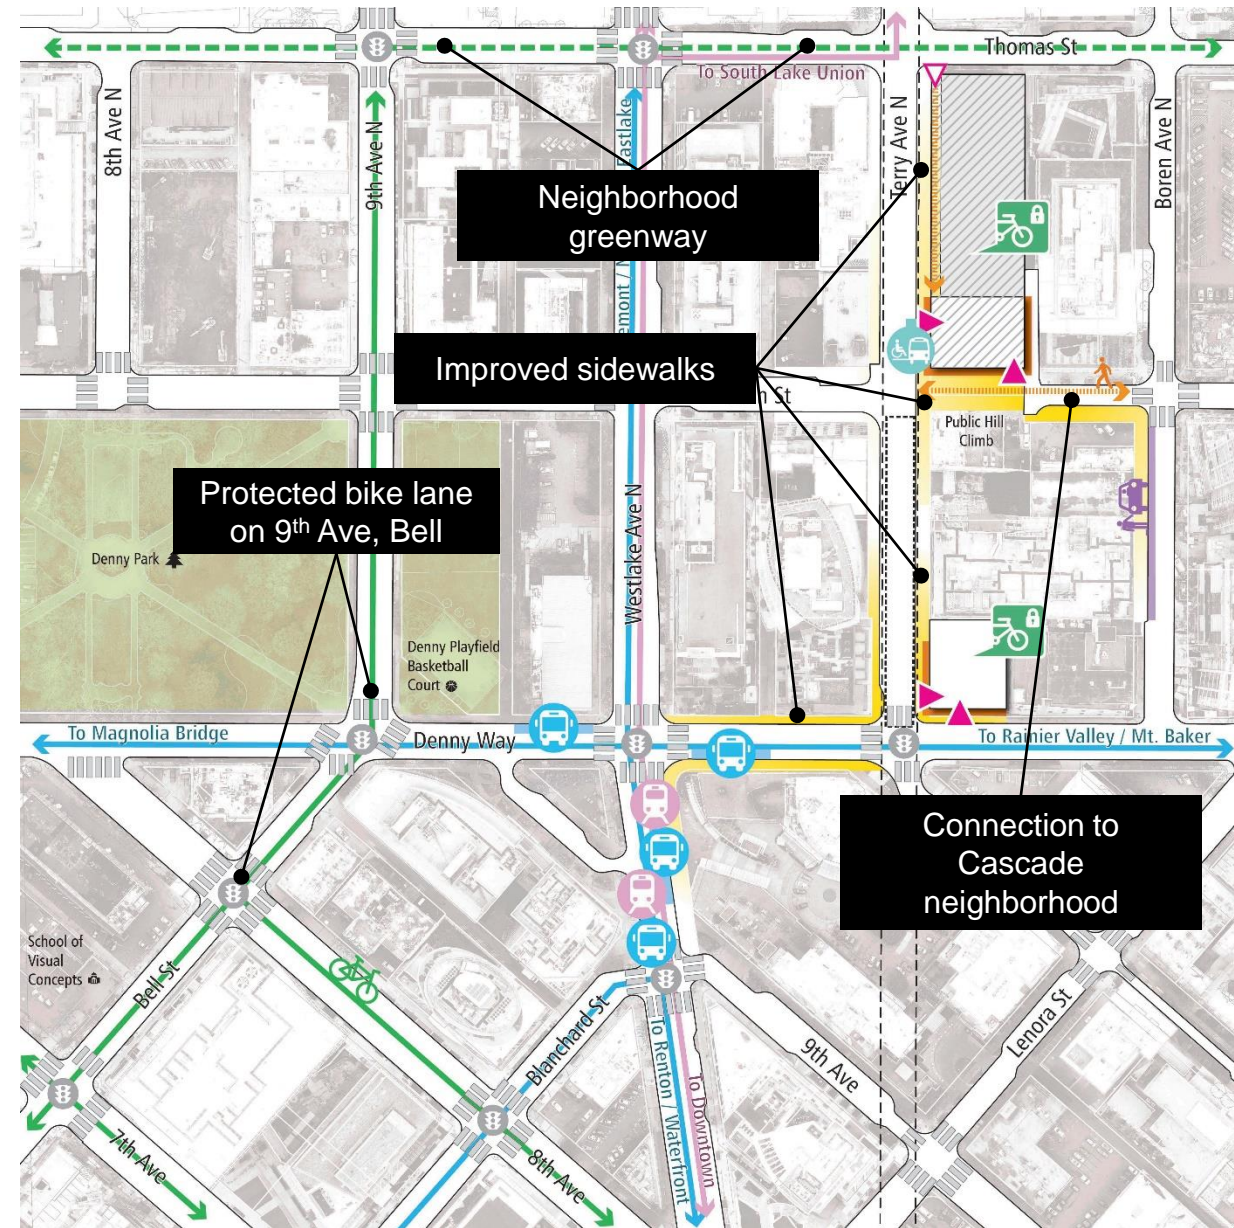 Thomas St
To South Lake Union
8th Ave N
9th Ave N
Eastlake
Terry Ave N
Boren Ave N
Neighborhood
greenway
emont / N
Improved sidewalks
n St
Public Hill
Climb
Protected bike lane
on 9th Ave, Bell
Denny Park
Westlake Ave N
Denny Playfield
Basketball
Court
To Magnolia Bridge
Denny Way
To Rainier Valley / Mt. Baker
Connection to
Cascade
neighborhood
School of
Visual
Concepts
Bell St
Blanchard St
To Renton / Waterfront
To Downtown
9th Ave
Lenora St
7th Ave
8th Ave